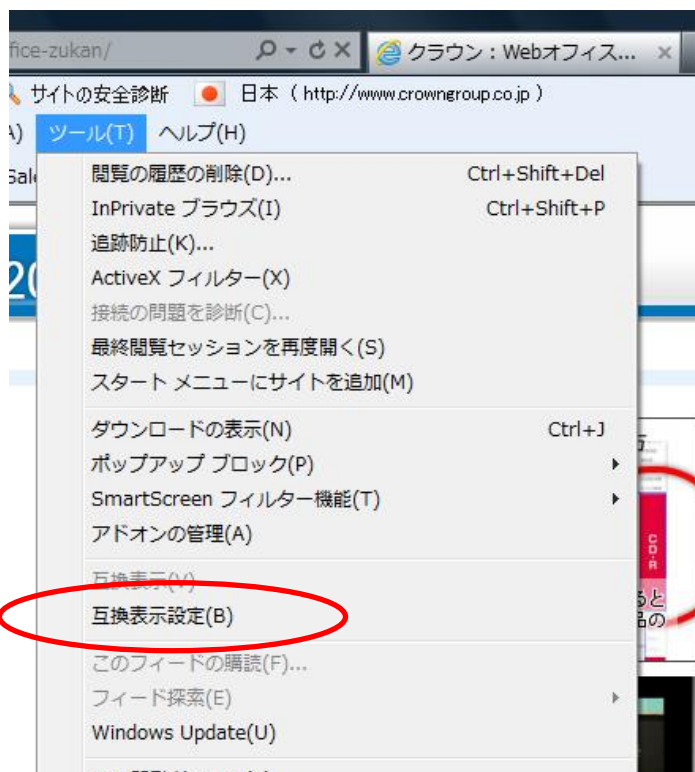 fice-zukan/
クラウン：Webオフィス...
サイトの安全診断 日本（http://www.crowngroup.co.jp）
ツール(T) ヘルプ(H)
閲覧の履歴の削除(D)... Ctrl+Shift+Del
InPrivate ブラウズ(I) Ctrl+Shift+P
追跡防止(K)...
ActiveX フィルター(X)
接続の問題を診断(C)...
最終閲覧セッションを再度開く(S)
スタート メニューにサイトを追加(M)
ダウンロードの表示(N) Ctrl+J
ポップアップ ブロック(P)
SmartScreen フィルター機能(T)
アドオンの管理(A)
CD-R
互換表示(V)
互換表示設定(B)
ると
品の
このフィードの購読(F)...
フィード探索(E)
Windows Update(U)